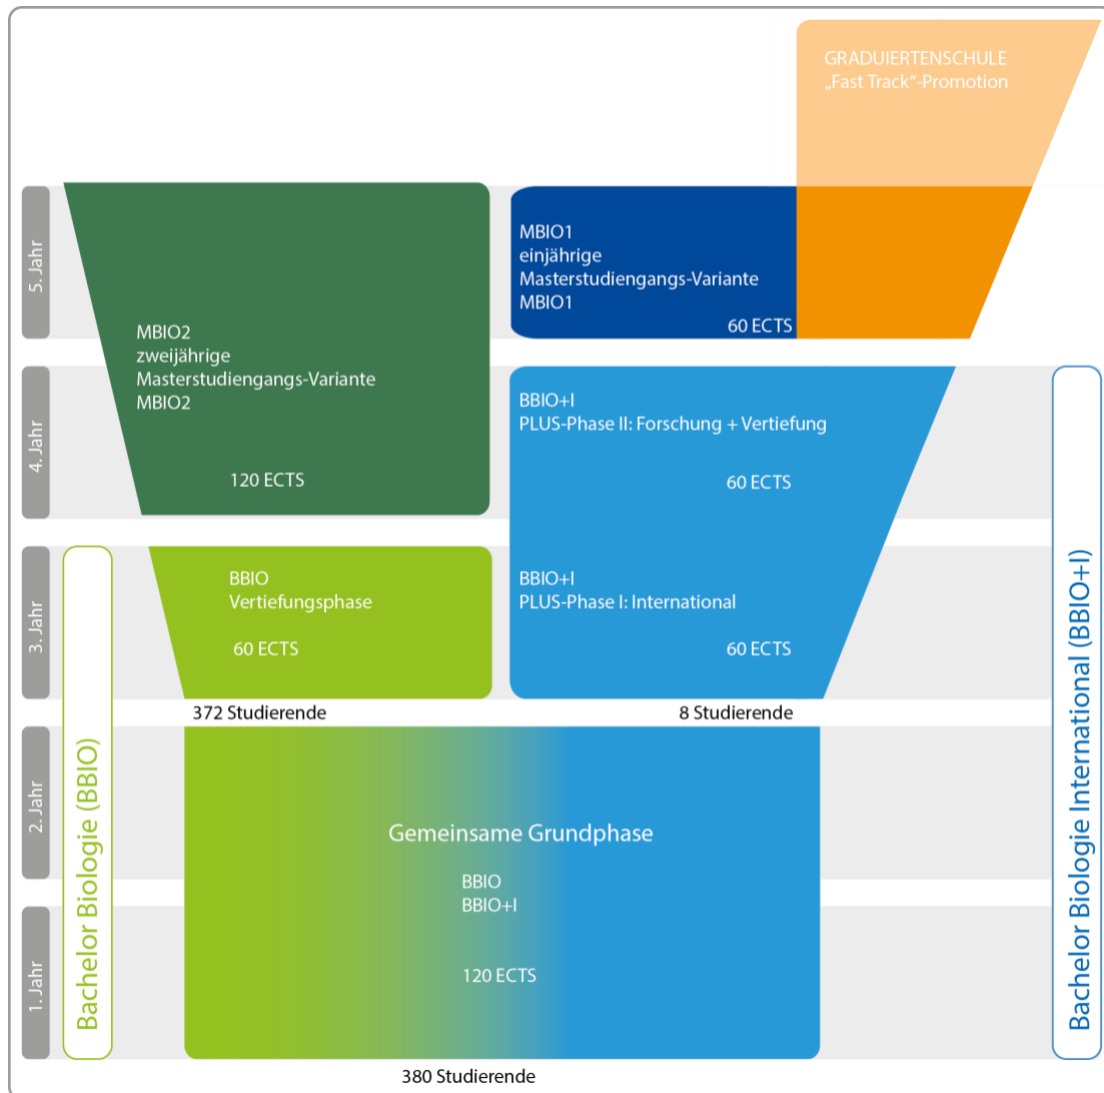 GRADUIERTENSCHULE
„Fast Track“-Promotion
5. Jahr
MBIO2
zweijährige
Masterstudiengangs-Variante
MBIO2
120 ECTS
MBIO1
einjährige
Masterstudiengangs-Variante
MBIO1
60 ECTS
4. Jahr
BBIO+I
PLUS-Phase II: Forschung + Vertiefung
60 ECTS
3. Jahr
BBIO
Vertiefungsphase
60 ECTS
BBIO+I
PLUS-Phase I: International
60 ECTS
372 Studierende
8 Studierende
2. Jahr
Gemeinsame Grundphase
BBIO
BBIO+I
120 ECTS
1. Jahr
380 Studierende
Bachelor Biologie (BBIO)
Bachelor Biologie International (BBIO+I)